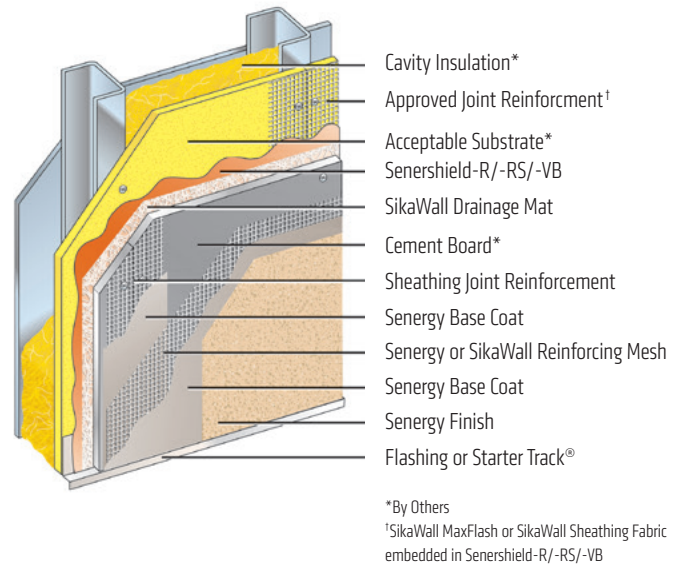 Cavity Insulation*
Approved Joint Reinforcment†
Acceptable Substrate*
Senershield-R/-RS/-VB
SikaWall Drainage Mat
Cement Board*
Sheathing Joint Reinforcement
Senergy Base Coat
Senergy or SikaWall Reinforcing Mesh
Senergy Base Coat
Senergy Finish
Flashing or Starter Track®
*By Others
†SikaWall MaxFlash or SikaWall Sheathing Fabric
embedded in Senershield-R/-RS/-VB